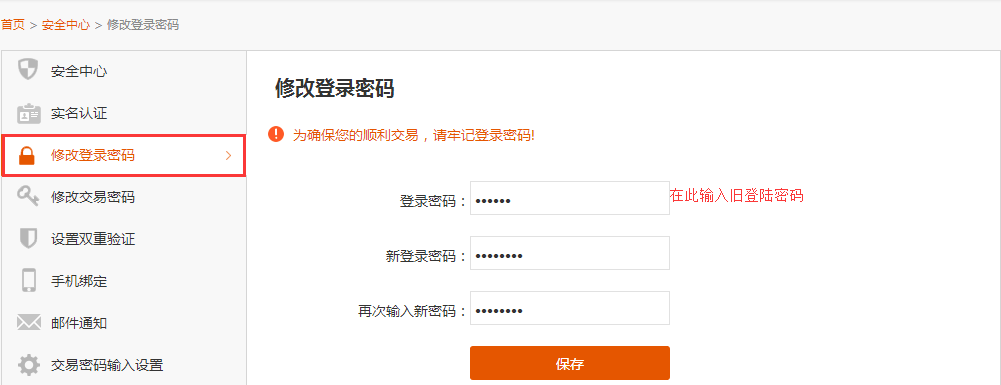 首页 > 安全中心 > 修改登录密码
安全中心
实名认证
修改登录密码
修改交易密码
设置双重验证
手机绑定
邮件通知
交易密码输入设置
修改登录密码
为确保您的顺利交易，请牢记登录密码!
登录密码： •••••• 在此输入旧登陆密码
新登录密码： ••••••••
再次输入新密码： ••••••••
保存